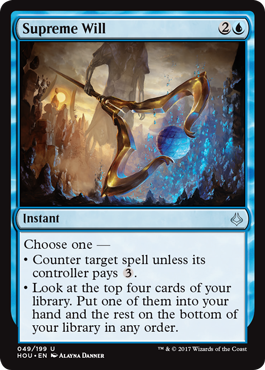 Supreme Will 2
Instant
Choose one —
• Counter target spell unless its
controller pays 3.
• Look at the top four cards of your
library. Put one of them into your
hand and the rest on the bottom of
your library in any order.
049/199 U
HOU • EN ALAYNA DANNER
™ & © 2017 Wizards of the Coast